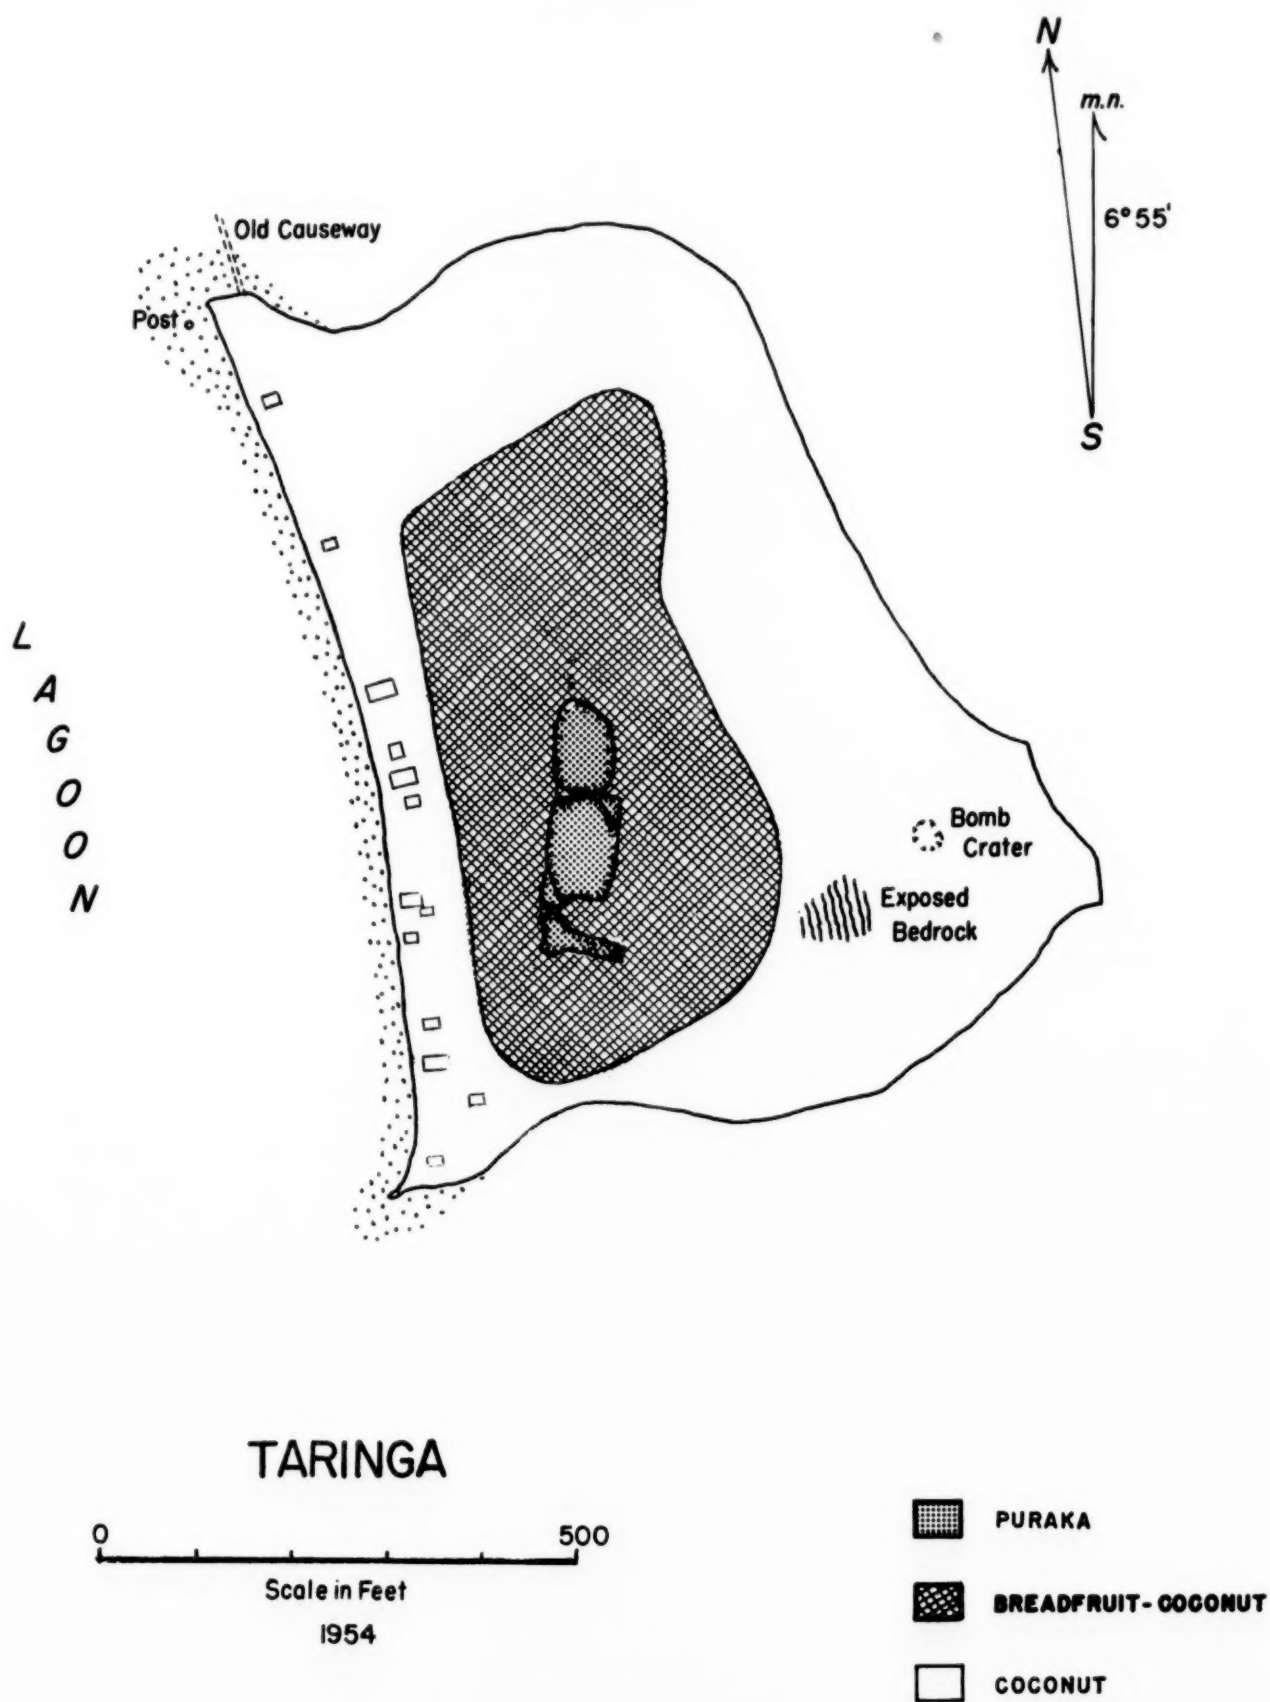 N
m.n.
6°55'
S
Old Causeway
Post
LAGOON
Bomb
Crater
Exposed
Bedrock
TARINGA
0 500
Scale in Feet
1954
PURAKA
BREADFRUIT-COCONUT
COCONUT